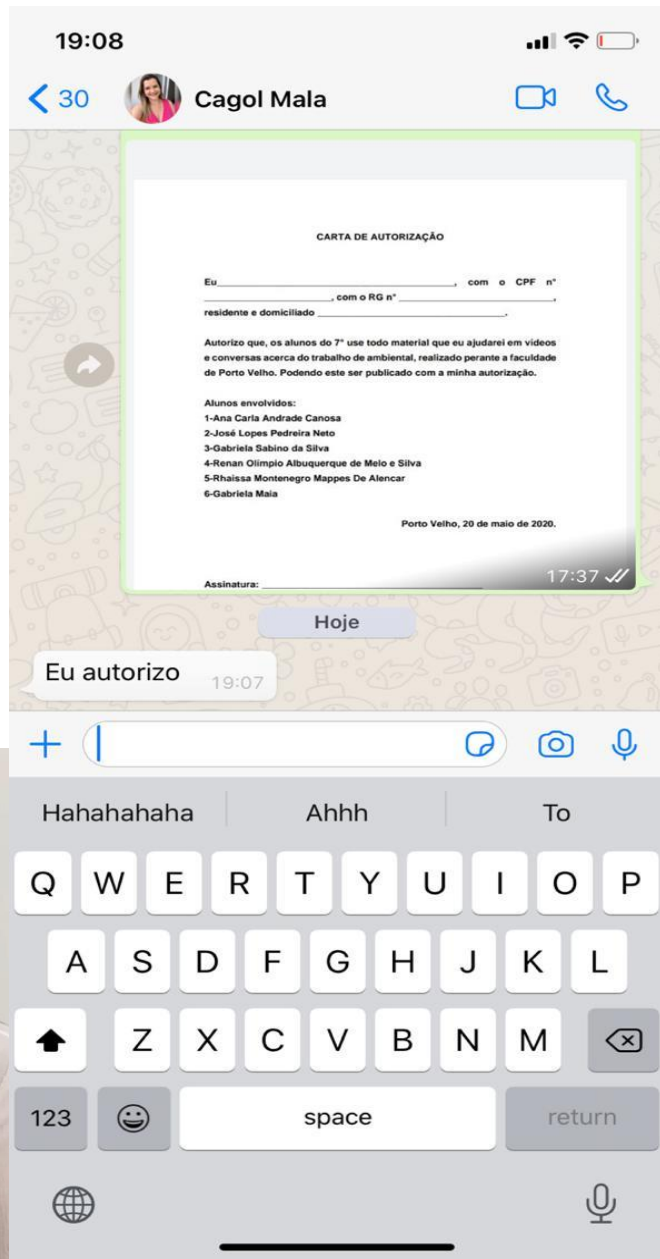 19:08
30 Cagol Mala
CARTA DE AUTORIZAÇÃO
Eu________________________________, com o CPF n°
___________________, com o RG n° _______________________,
residente e domiciliado ____________________________.
Autorizo que, os alunos do 7° use todo material que eu ajudarei em vídeos
e conversas acerca do trabalho de ambiental, realizado perante a faculdade
de Porto Velho. Podendo este ser publicado com a minha autorização.
Alunos envolvidos:
1-Ana Carla Andrade Canosa
2-José Lopes Pedreira Neto
3-Gabriela Sabino da Silva
4-Renan Olimpio Albuquerque de Melo e Silva
5-Rhaissa Montenegro Mappes De Alencar
6-Gabriela Maia
Porto Velho, 20 de maio de 2020.
Assinatura: ________________________________
17:37
Hoje
Eu autorizo 19:07
Hahahahaha Ahhh To
Q W E R T Y U I O P
A S D F G H J K L
Z X C V B N M
123 space return